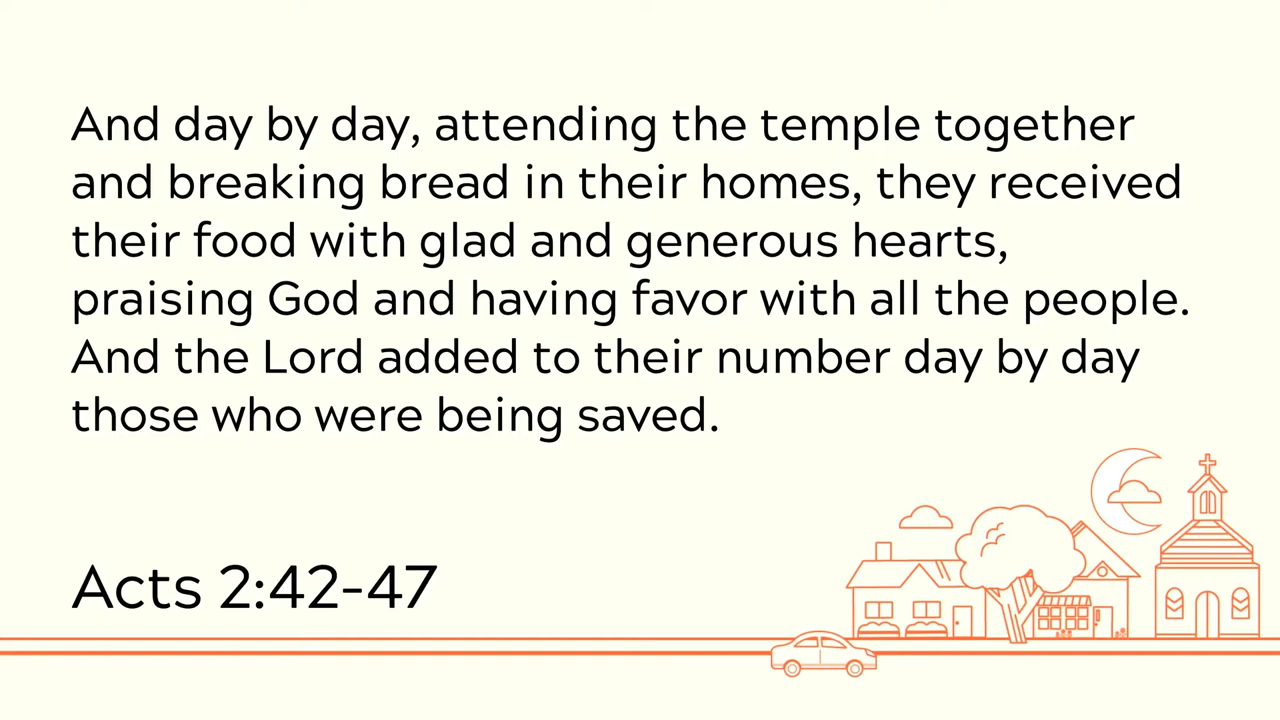 And day by day, attending the temple together
and breaking bread in their homes, they received
their food with glad and generous hearts,
praising God and having favor with all the people.
And the Lord added to their number day by day
those who were being saved.
Acts 2:42-47